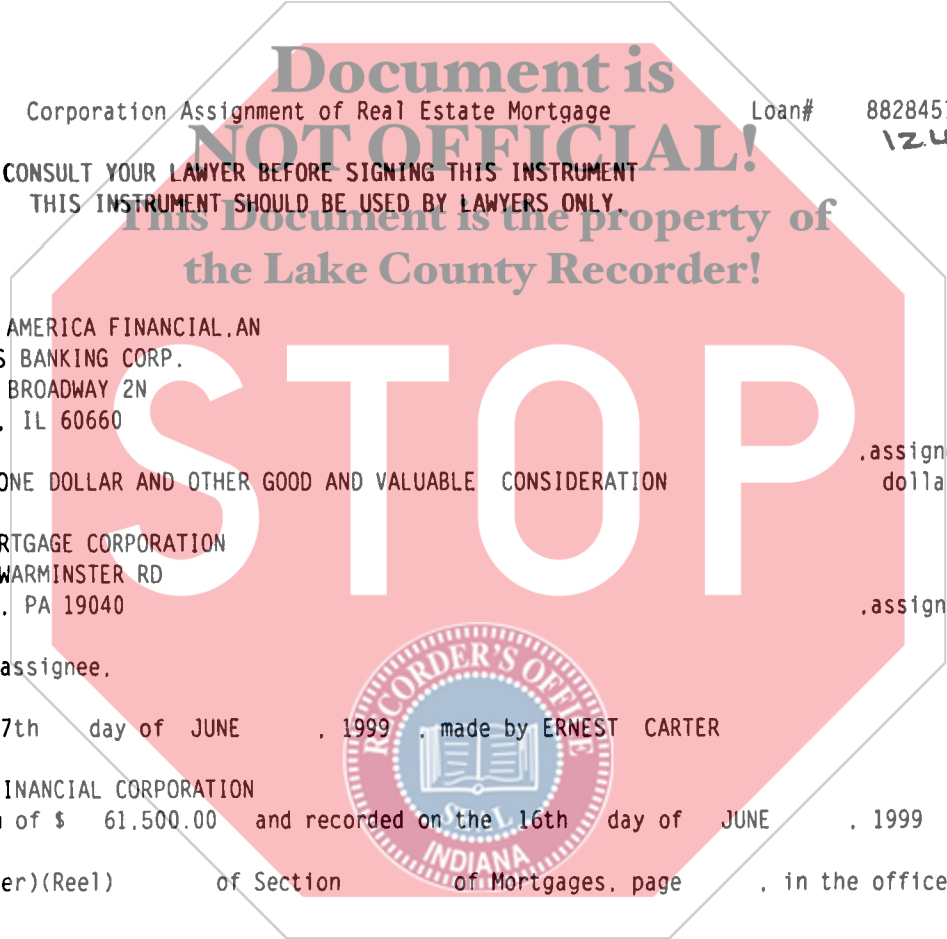 Document is
Corporation Assignment of Real Estate Mortgage Loan# 882845
NOT OFFICIAL!
CONSULT YOUR LAWYER BEFORE SIGNING THIS INSTRUMENT
THIS INSTRUMENT SHOULD BE USED BY LAWYERS ONLY.
This Document is the property of
the Lake County Recorder!
AMERICA FINANCIAL,AN
S BANKING CORP.
BROADWAY 2N
, IL 60660
STOP
,assign
ONE DOLLAR AND OTHER GOOD AND VALUABLE CONSIDERATION dolla
RTGAGE CORPORATION
WARMINSTER RD
, PA 19040 ,assign
assignee,
RECORDER'S OFFICE
7th day of JUNE , 1999 , made by ERNEST CARTER
INANCIAL CORPORATION
of $ 61,500.00 and recorded on the 16th day of JUNE , 1999
SEAL
INDIANA
er)(Reel) of Section of Mortgages, page , in the office